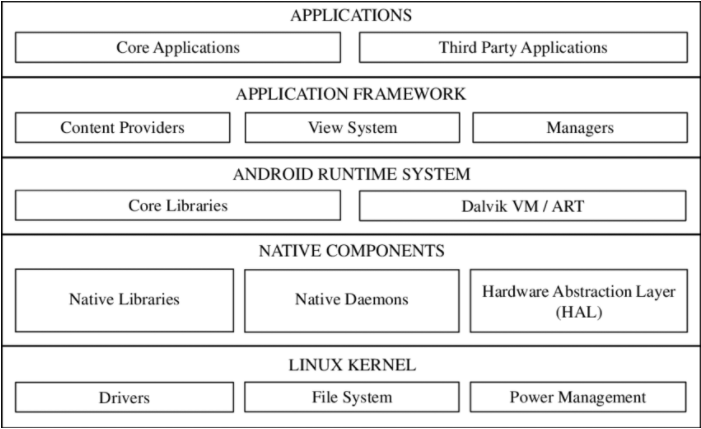 APPLICATIONS
Core Applications
Third Party Applications
APPLICATION FRAMEWORK
Content Providers
View System
Managers
ANDROID RUNTIME SYSTEM
Core Libraries
Dalvik VM / ART
NATIVE COMPONENTS
Native Libraries
Native Daemons
Hardware Abstraction Layer
(HAL)
LINUX KERNEL
Drivers
File System
Power Management